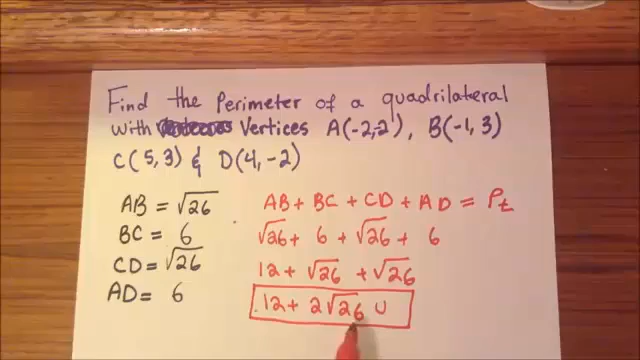 Find the Perimeter of a quadrilateral
with Vertices A(-2,-2), B(-1,3)
C(5,3) & D(4,-2)
AB = √26
BC = 6
CD = √26
AD = 6
AB + BC + CD + AD = Pt
√26 + 6 + √26 + 6
12 + √26 + √26
12 + 2√26 U